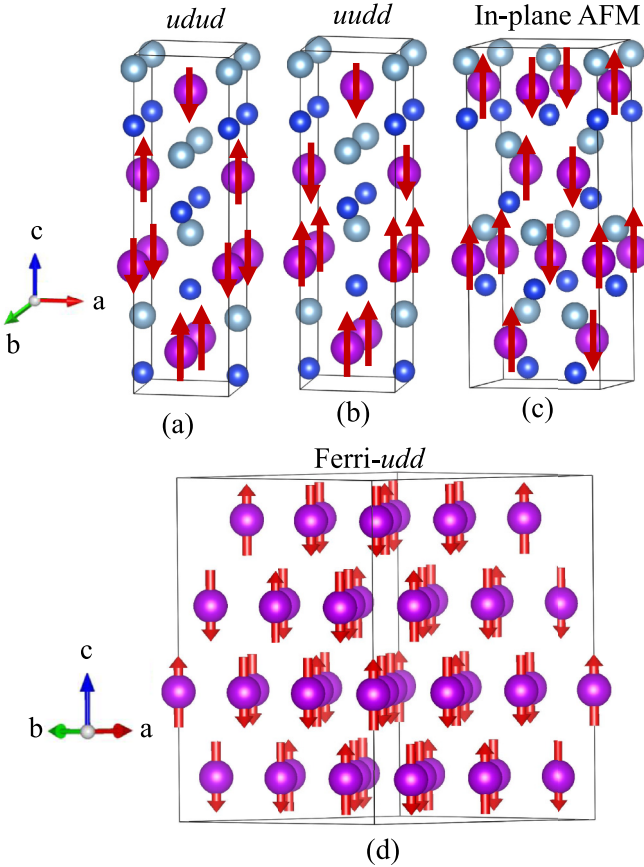 udud
uudd
In-plane AFM
c
a
b
(a)
(b)
(c)
Ferri-udd
c
b
a
(d)